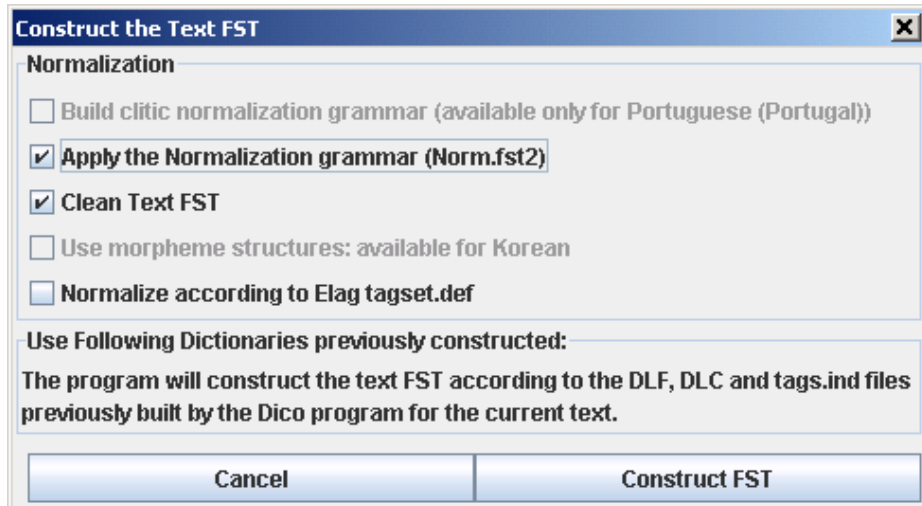 Construct the Text FST
Normalization
Build clitic normalization grammar (available only for Portuguese (Portugal))
Apply the Normalization grammar (Norm.fst2)
Clean Text FST
Use morpheme structures: available for Korean
Normalize according to Elag tagset.def
Use Following Dictionaries previously constructed:
The program will construct the text FST according to the DLF, DLC and tags.ind files
previously built by the Dico program for the current text.
Cancel Construct FST